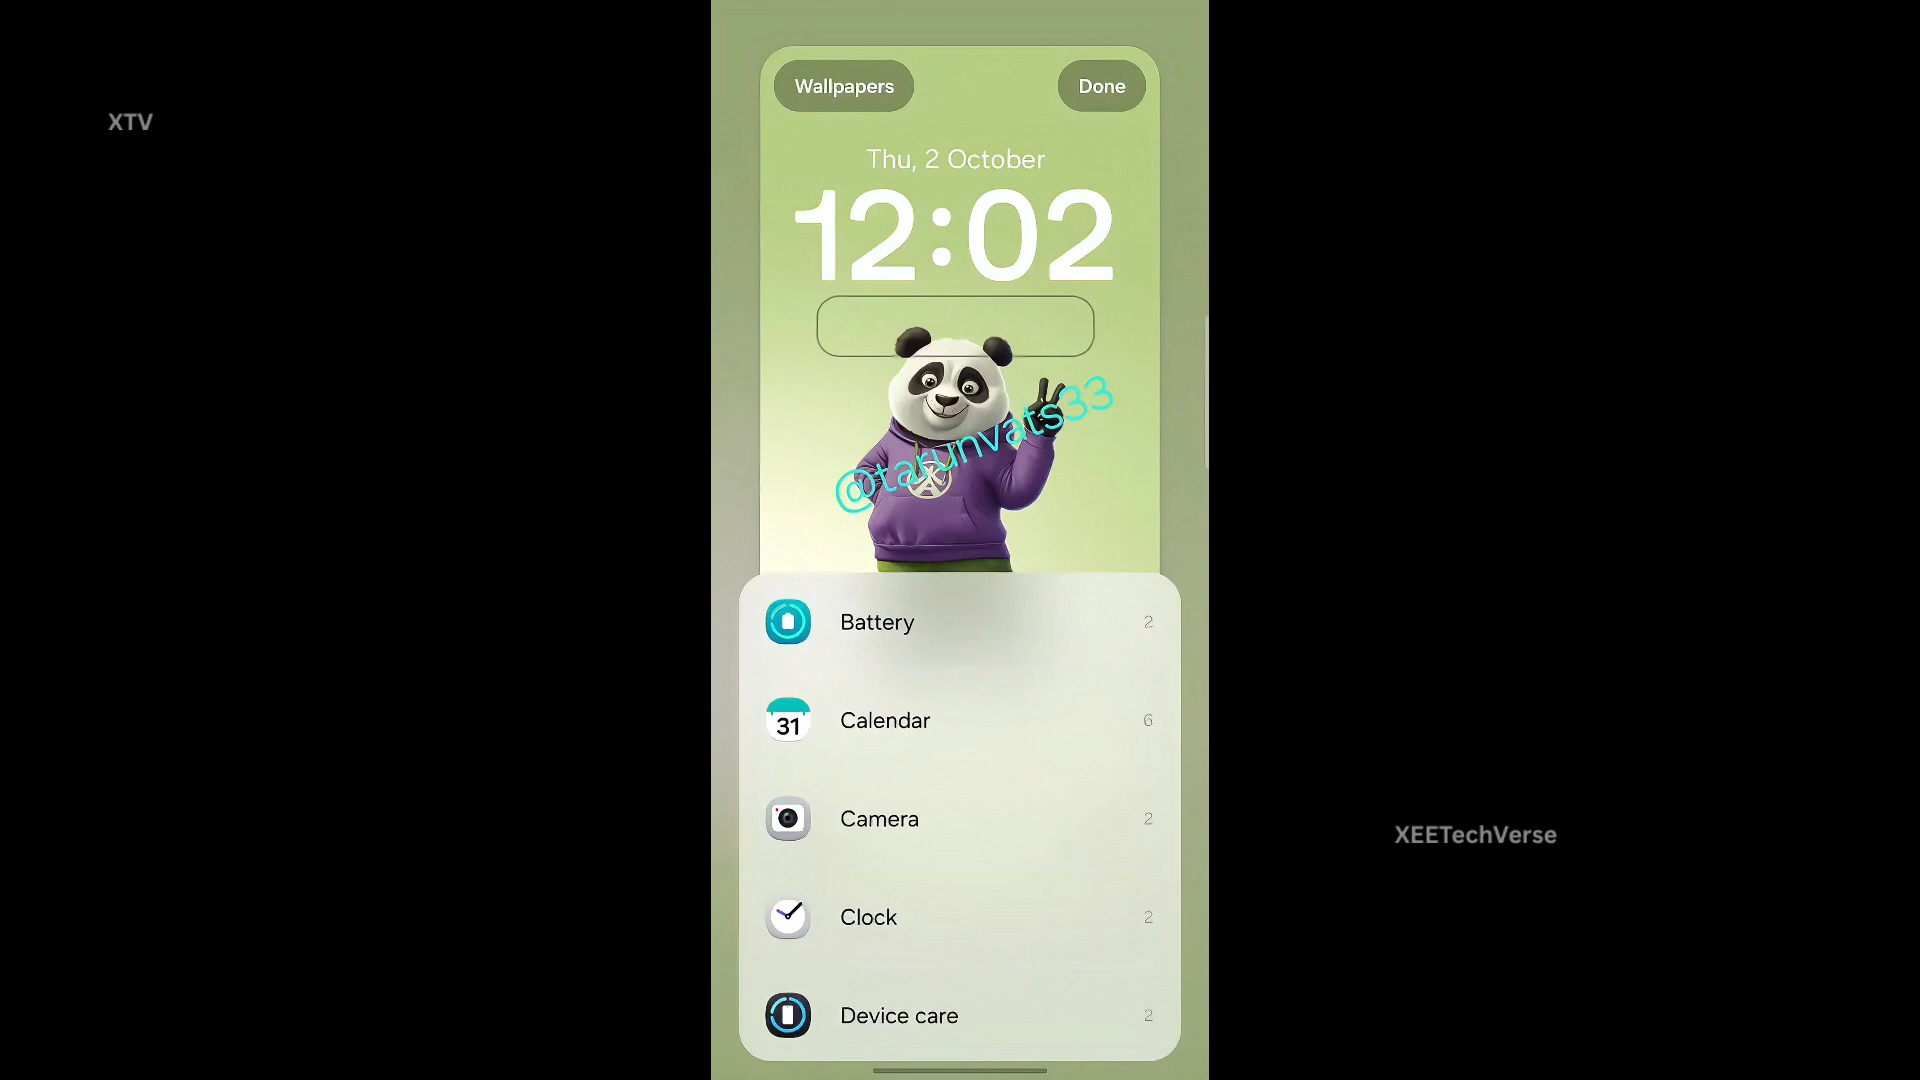 XTV
Wallpapers
Done
Thu, 2 October
12:02
@tarunvats33
Battery 2
31
Calendar 6
Camera 2
XEETechVerse
Clock 2
Device care 2